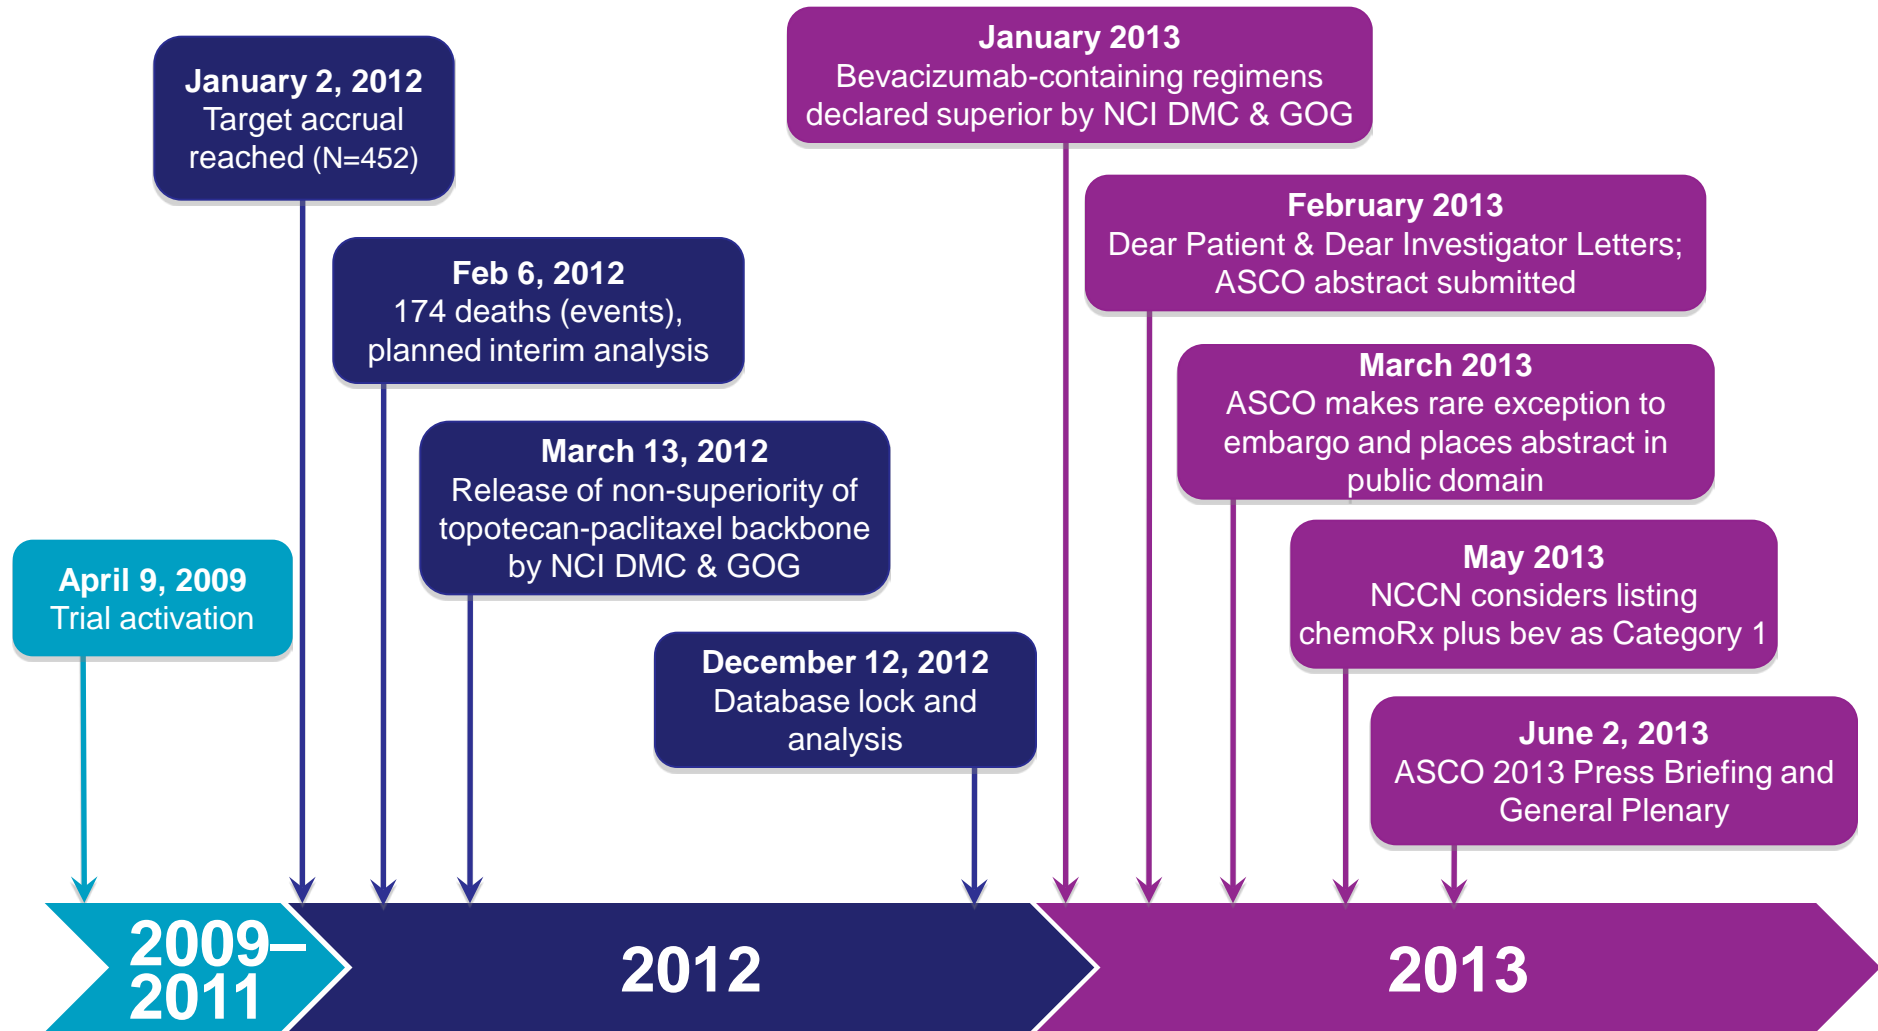 January 2, 2012
Target accrual
reached (N=452)
Feb 6, 2012
174 deaths (events),
planned interim analysis
March 13, 2012
Release of non-superiority of
topotecan-paclitaxel backbone
by NCI DMC & GOG
April 9, 2009
Trial activation
December 12, 2012
Database lock and
analysis
January 2013
Bevacizumab-containing regimens
declared superior by NCI DMC & GOG
February 2013
Dear Patient & Dear Investigator Letters;
ASCO abstract submitted
March 2013
ASCO makes rare exception to
embargo and places abstract in
public domain
May 2013
NCCN considers listing
chemoRx plus bev as Category 1
June 2, 2013
ASCO 2013 Press Briefing and
General Plenary
2009–
2011
2012
2013